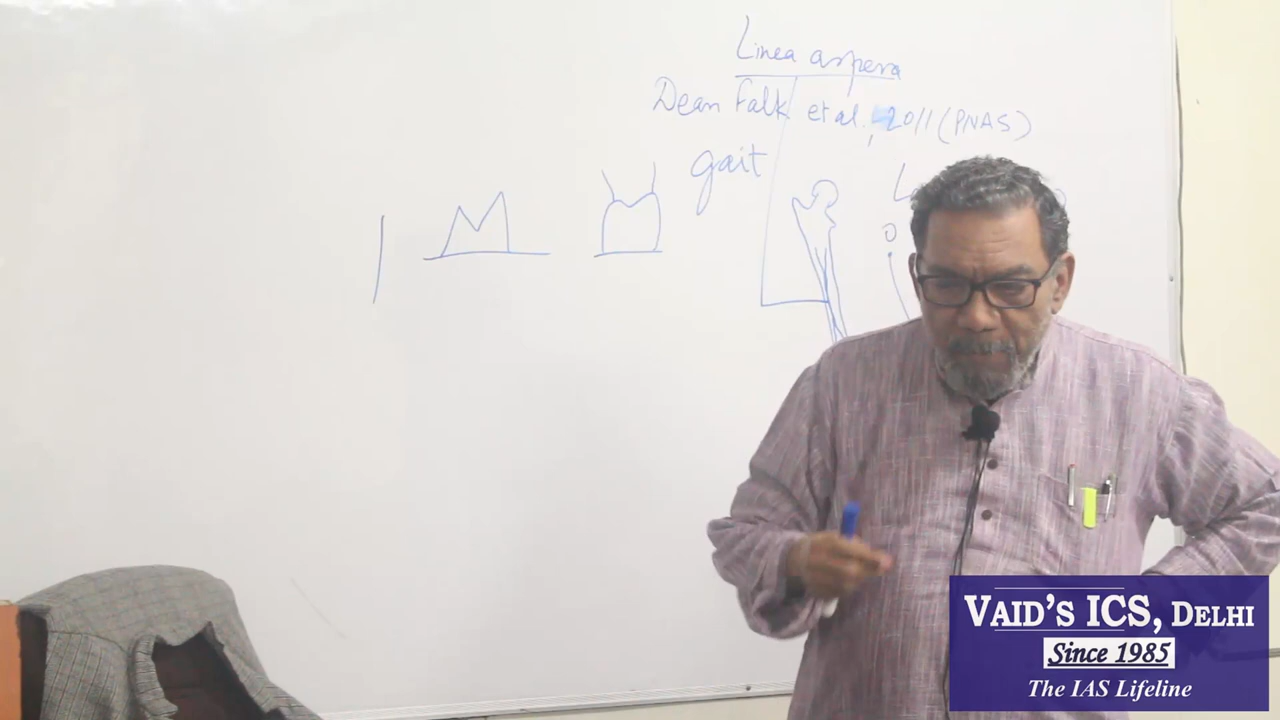 Linea aspera
Dean Falk et al., 2011 (PNAS)
gait
VAID'S ICS, DELHI
Since 1985
The IAS Lifeline